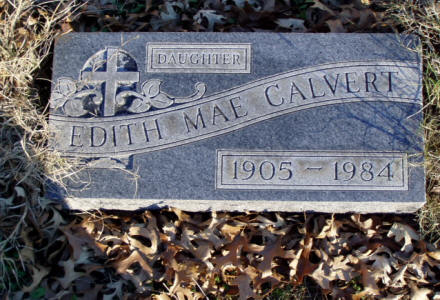 DAUGHTER
EDITH MAE CALVERT
1905 - 1984